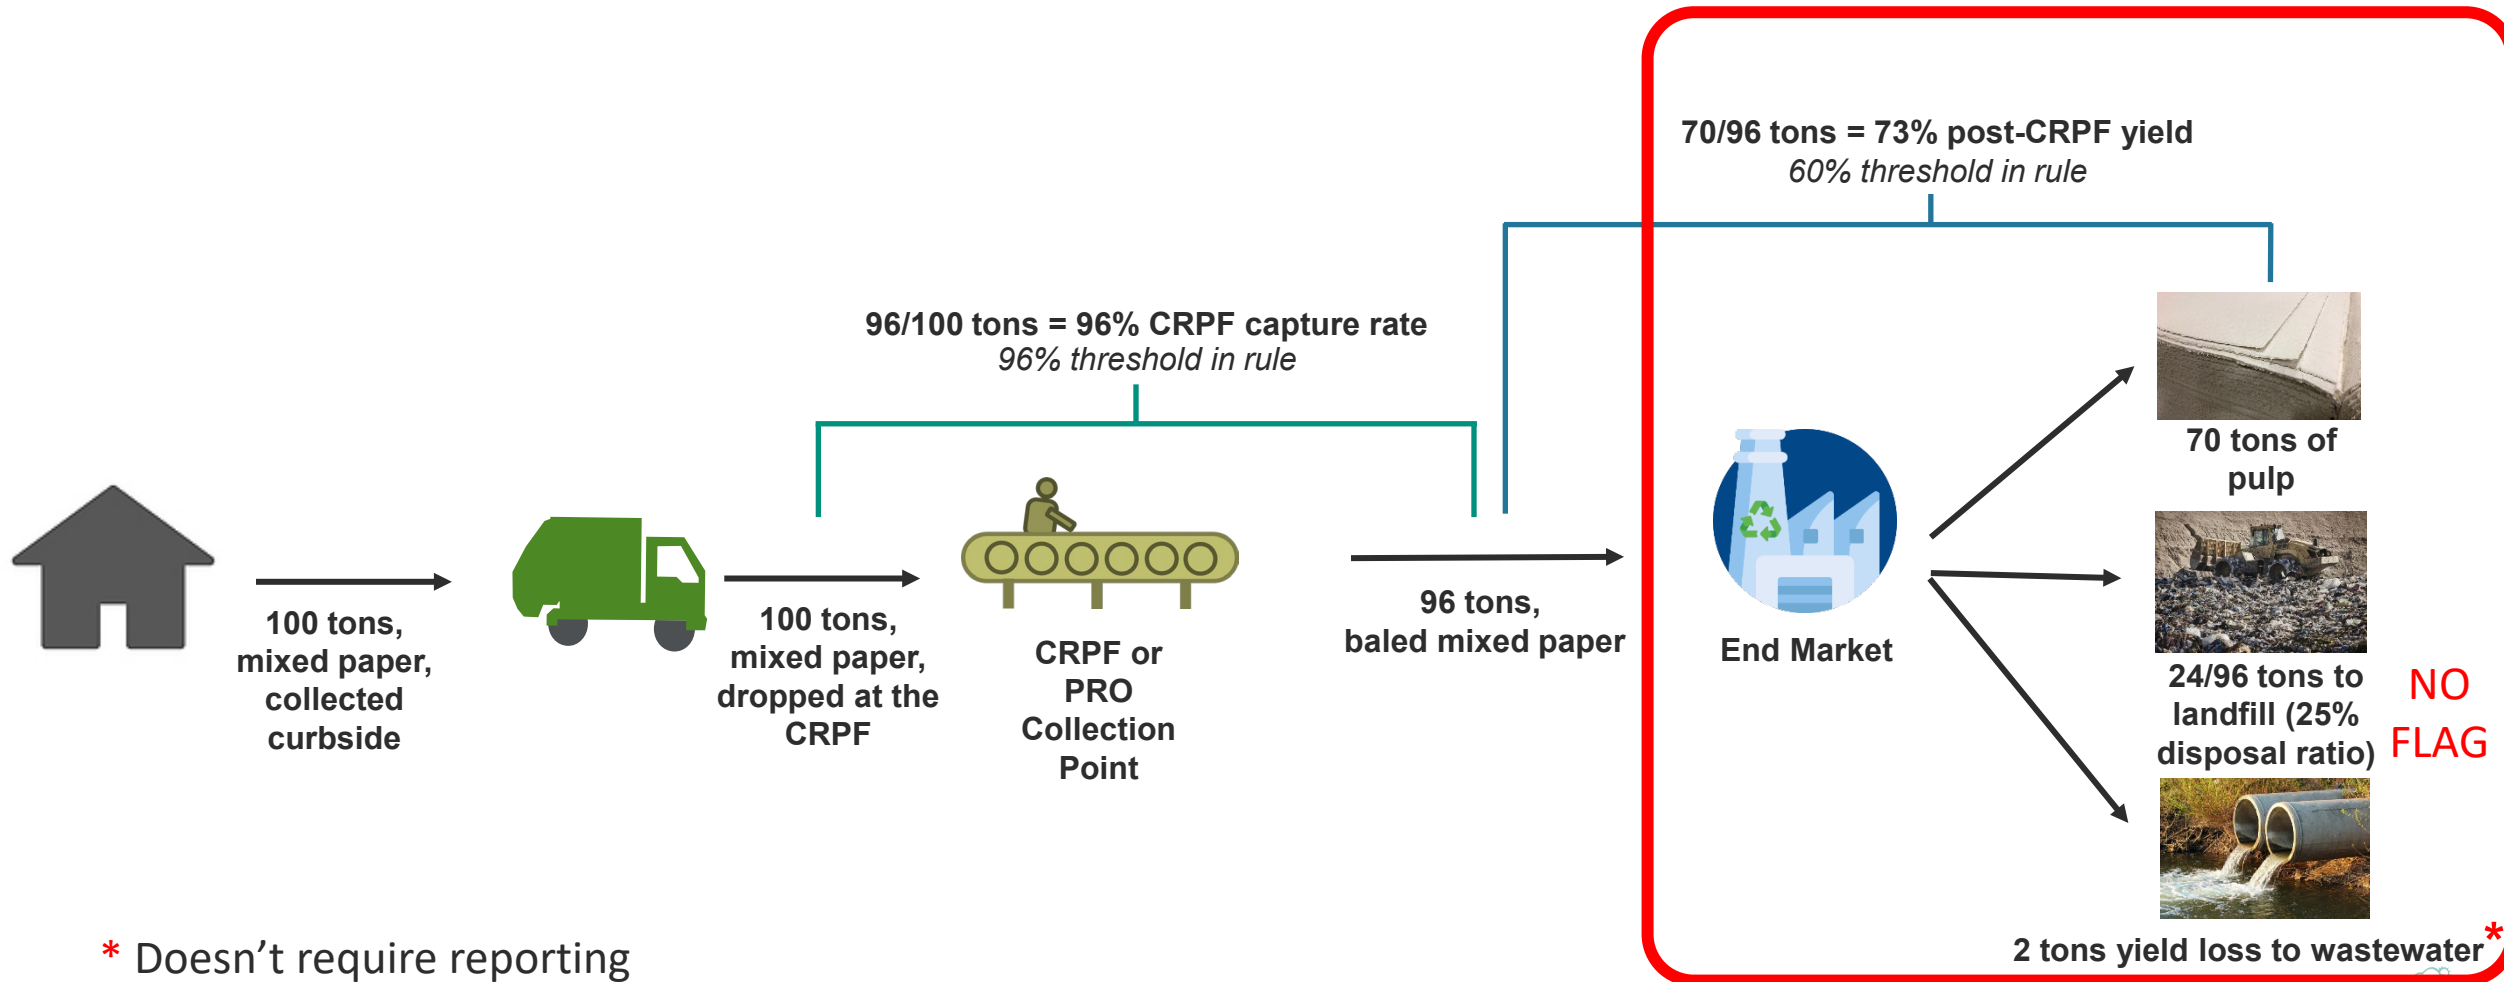 70/96 tons = 73% post-CRPF yield
60% threshold in rule
96/100 tons = 96% CRPF capture rate
96% threshold in rule
100 tons,
mixed paper,
collected
curbside
100 tons,
mixed paper,
dropped at the
CRPF
CRPF or
PRO
Collection
Point
96 tons,
baled mixed paper
End Market
70 tons of
pulp
24/96 tons to
landfill (25%
disposal ratio)
NO
FLAG
2 tons yield loss to wastewater*
* Doesn’t require reporting